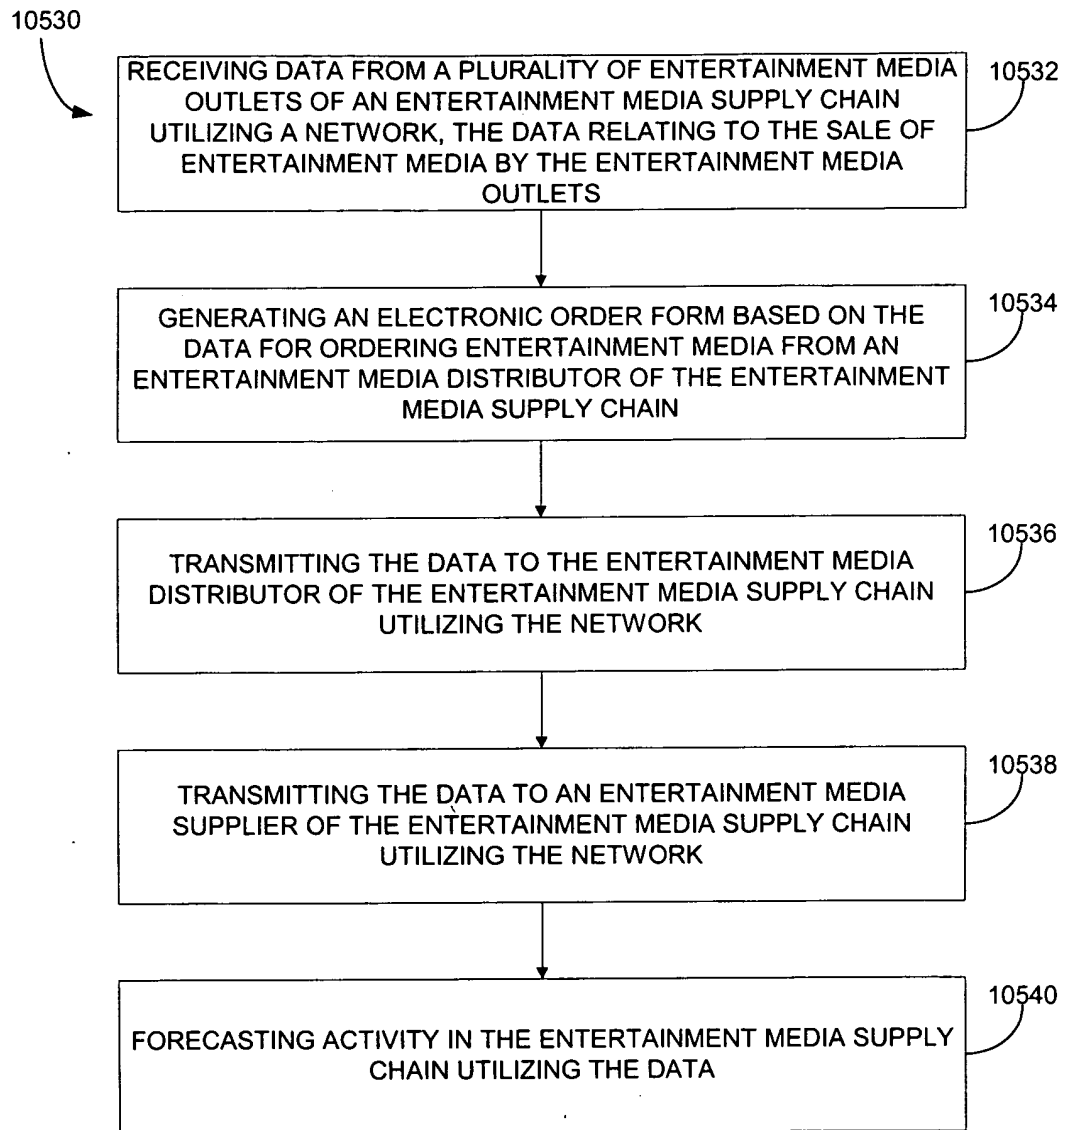 10530
RECEIVING DATA FROM A PLURALITY OF ENTERTAINMENT MEDIA
OUTLETS OF AN ENTERTAINMENT MEDIA SUPPLY CHAIN
UTILIZING A NETWORK, THE DATA RELATING TO THE SALE OF
ENTERTAINMENT MEDIA BY THE ENTERTAINMENT MEDIA
OUTLETS
10532
GENERATING AN ELECTRONIC ORDER FORM BASED ON THE
DATA FOR ORDERING ENTERTAINMENT MEDIA FROM AN
ENTERTAINMENT MEDIA DISTRIBUTOR OF THE ENTERTAINMENT
MEDIA SUPPLY CHAIN
10534
TRANSMITTING THE DATA TO THE ENTERTAINMENT MEDIA
DISTRIBUTOR OF THE ENTERTAINMENT MEDIA SUPPLY CHAIN
UTILIZING THE NETWORK
10536
TRANSMITTING THE DATA TO AN ENTERTAINMENT MEDIA
SUPPLIER OF THE ENTERTAINMENT MEDIA SUPPLY CHAIN
UTILIZING THE NETWORK
10538
FORECASTING ACTIVITY IN THE ENTERTAINMENT MEDIA SUPPLY
CHAIN UTILIZING THE DATA
10540